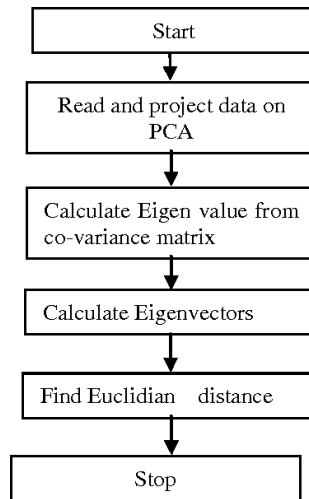 Start
Read and project data on
PCA
Calculate Eigen value from
co-variance matrix
Calculate Eigenvectors
Find Euclidian distance
Stop